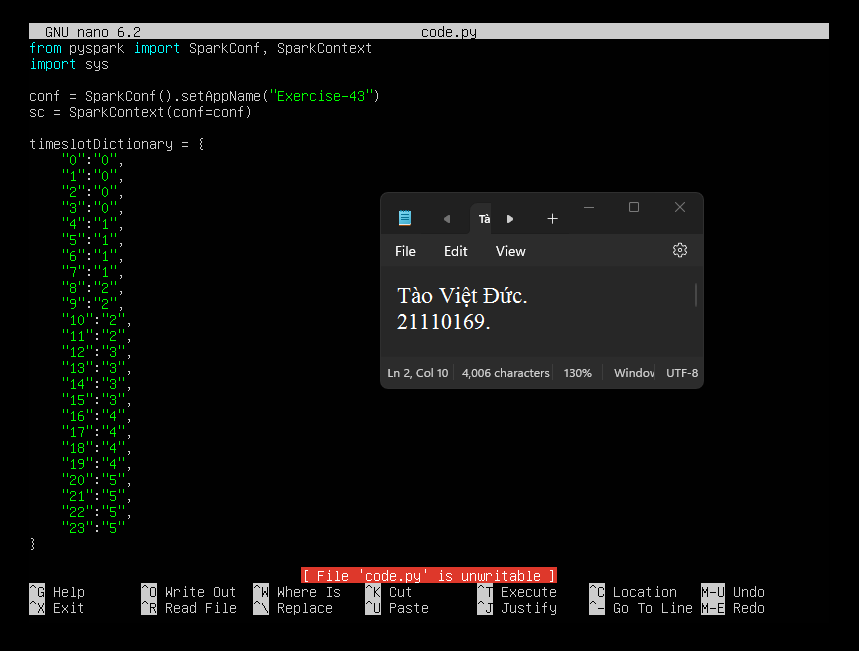 GNU nano 6.2 code.py
from pyspark import SparkConf, SparkContext
import sys
conf = SparkConf().setAppName("Exercise-43")
sc = SparkContext(conf=conf)
timeslotDictionary = {
"0":"0",
"1":"0",
"2":"0",
"3":"0",
"4":"1",
"5":"1",
"6":"1",
"7":"1",
"8":"2",
"9":"2",
"10":"2",
"11":"2",
"12":"3",
"13":"3",
"14":"3",
"15":"3",
"16":"4",
"17":"4",
"18":"4",
"19":"4",
"20":"5",
"21":"5",
"22":"5",
"23":"5"
}
Tà
File Edit View
Tào Việt Đức.
21110169.
Ln 2, Col 10 4,006 characters 130% Window UTF-8
[ File 'code.py' is unwritable ]
^G Help ^O Write Out ^W Where Is ^K Cut ^T Execute ^C Location M-U Undo
^X Exit ^R Read File ^\ Replace ^U Paste ^J Justify ^- Go To Line M-E Redo